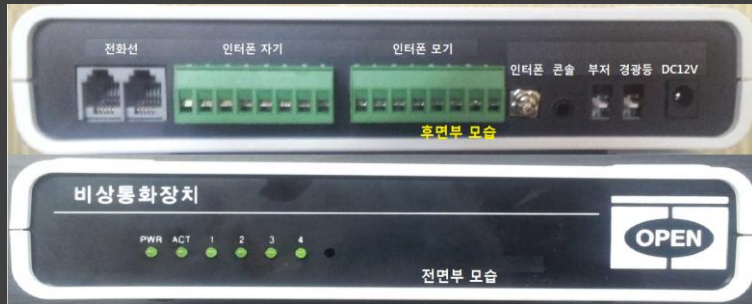 전화선 인터폰 자기 인터폰 모기 인터폰 콘솔 부저 경광등 DC12V
후면부 모습
비상통화장치
PWR ACT 1 2 3 4
OPEN
전면부 모습